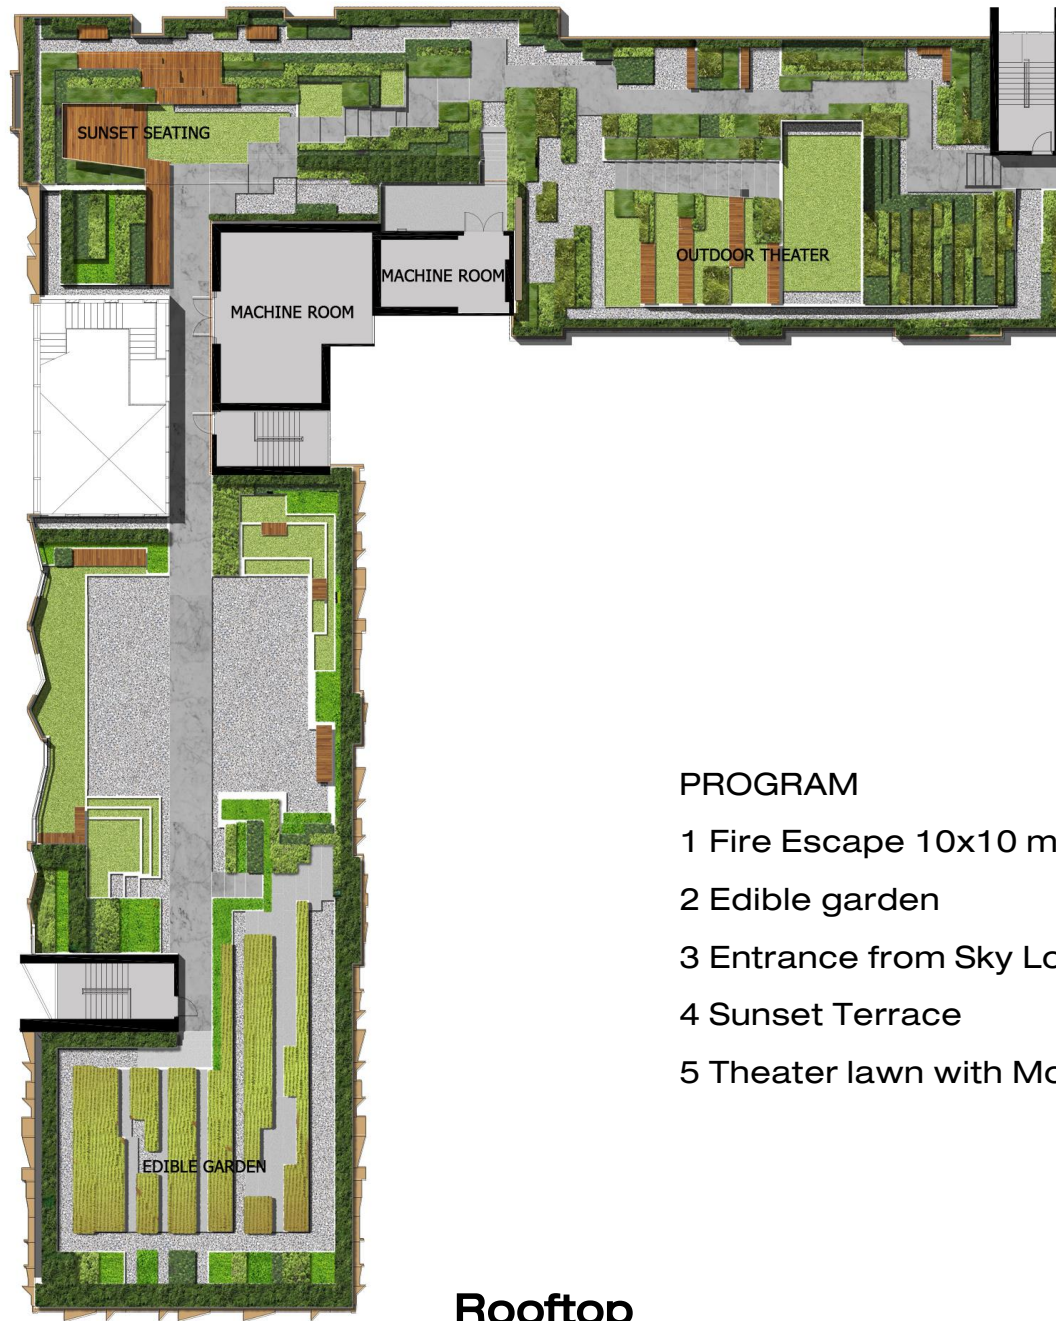 SUNSET SEATING
OUTDOOR THEATER
MACHINE ROOM
MACHINE ROOM
EDIBLE GARDEN
PROGRAM
1 Fire Escape 10x10 m
2 Edible garden
3 Entrance from Sky
4 Sunset Terrace
5 Theater lawn with
Rooftop